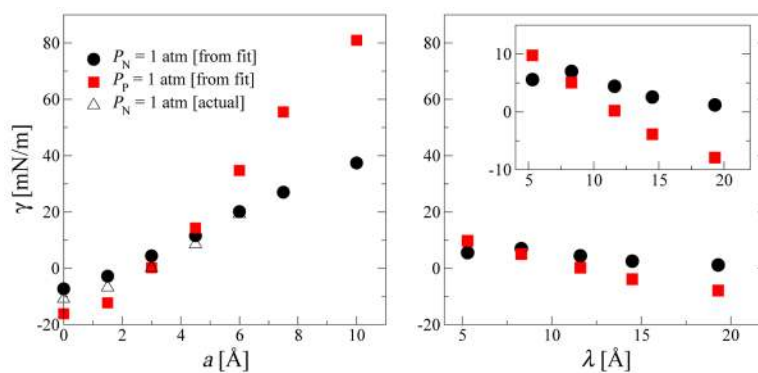 γ [mN/m]
80
60
40
20
0
-20
P_N = 1 atm [from fit]
P_P = 1 atm [from fit]
P_N = 1 atm [actual]
0 2 4 6 8 10
a [Å]
80
60
40
20
0
-20
10
5
0
-5
-10
5 10 15 20
5 10 15 20
λ [Å]